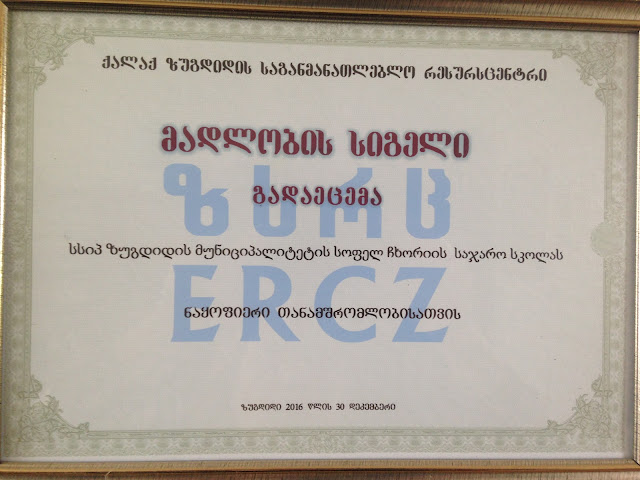 ქალაქ ზუგდიდის საგანმანათლებლო რესურსცენტრი
მადლობის სიგელი
ზსრც
გადაეცემა
სსიპ ზუგდიდის მუნიციპალიტეტის სოფელ ჩხორიის საჯარო სკოლას
ERCZ
ნაყოფიერი თანამშრომლობისათვის
ზუგდიდი 2016 წლის 30 დეკემბერი